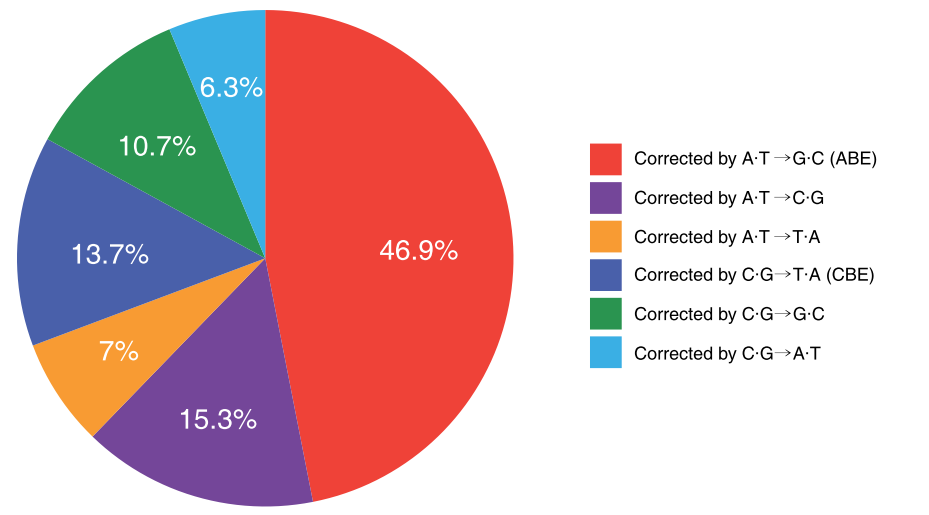 6.3%
10.7%
46.9%
13.7%
7%
15.3%
Corrected by A·T →G·C (ABE)
Corrected by A·T →C·G
Corrected by A·T →T·A
Corrected by C·G→T·A (CBE)
Corrected by C·G→G·C
Corrected by C·G→A·T